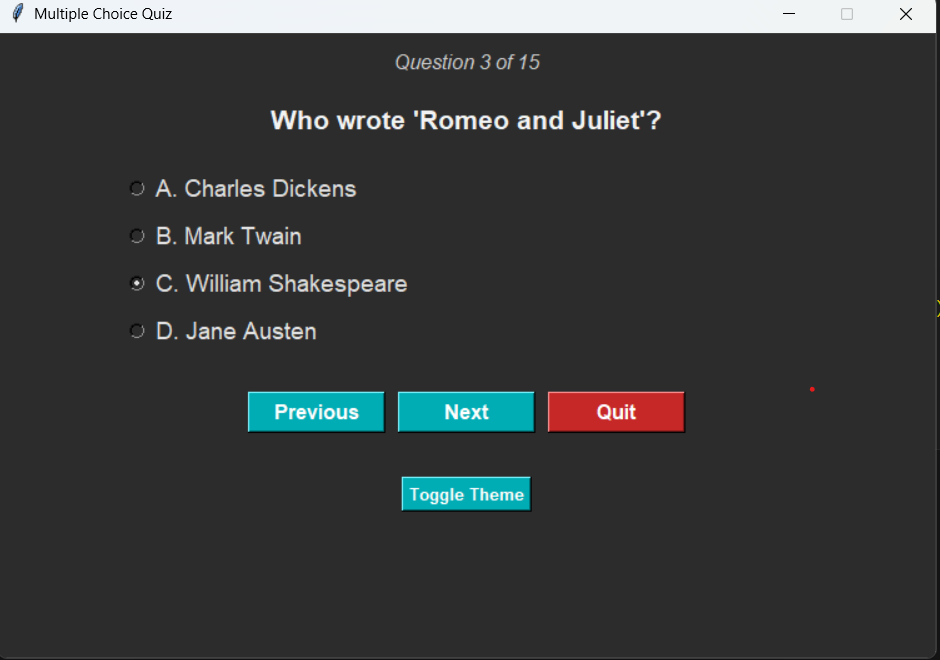 Multiple Choice Quiz
Question 3 of 15
Who wrote 'Romeo and Juliet'?
A. Charles Dickens
B. Mark Twain
C. William Shakespeare
D. Jane Austen
Previous Next Quit
Toggle Theme